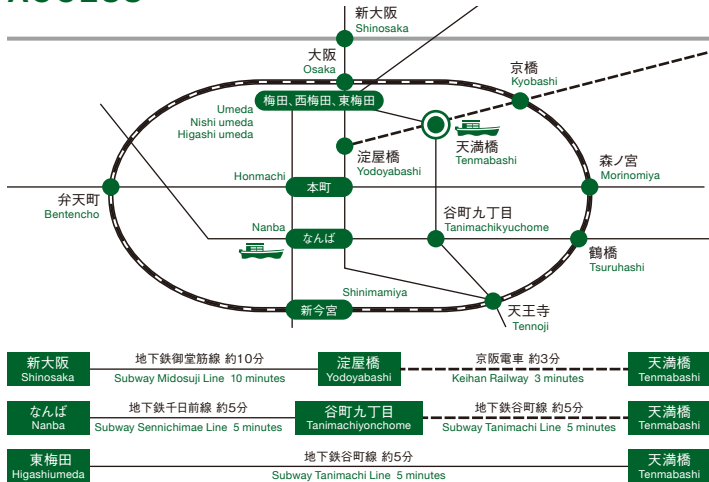 新大阪
Shinosaka
大阪
Osaka
京橋
Kyobashi
梅田、西梅田、東梅田
Umeda
Nishi umeda
Higashi umeda
天満橋
Tenmabashi
淀屋橋
Yodoyabashi
森ノ宮
Morinomiya
Honmachi
本町
弁天町
Bentencho
谷町九丁目
Tanimachikyuchome
Nanba
なんば
鶴橋
Tsuruhashi
Shinimamiya
新今宮
天王寺
Tennoji
新大阪
Shinosaka
地下鉄御堂筋線 約10分
Subway Midosuji Line 10 minutes
淀屋橋
Yodoyabashi
京阪電車 約3分
Keihan Railway 3 minutes
天満橋
Tenmabashi
なんば
Nanba
地下鉄千日前線 約5分
Subway Sennichimae Line 5 minutes
谷町九丁目
Tanimachiyonchome
地下鉄谷町線 約5分
Subway Tanimachi Line 5 minutes
天満橋
Tenmabashi
東梅田
Higashiumeda
地下鉄谷町線 約5分
Subway Tanimachi Line 5 minutes
天満橋
Tenmabashi